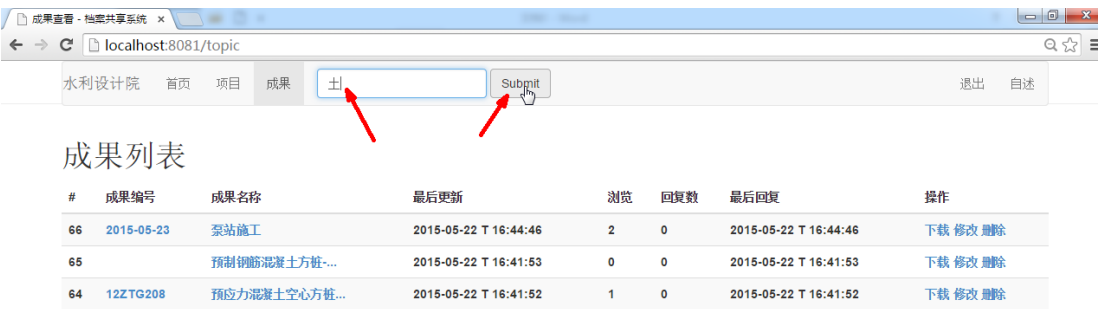 成果查看 - 档案共享系统
localhost:8081/topic
水利设计院 首页 项目 成果 土 Submit 退出 自述
成果列表
# 成果编号 成果名称 最后更新 浏览 回复数 最后回复 操作
66 2015-05-23 泵站施工 2015-05-22 T 16:44:46 2 0 2015-05-22 T 16:44:46 下载 修改 删除
65 预制钢筋混凝土方桩-... 2015-05-22 T 16:41:53 0 0 2015-05-22 T 16:41:53 下载 修改 删除
64 12ZTG208 预应力混凝土空心方桩... 2015-05-22 T 16:41:52 1 0 2015-05-22 T 16:41:52 下载 修改 删除